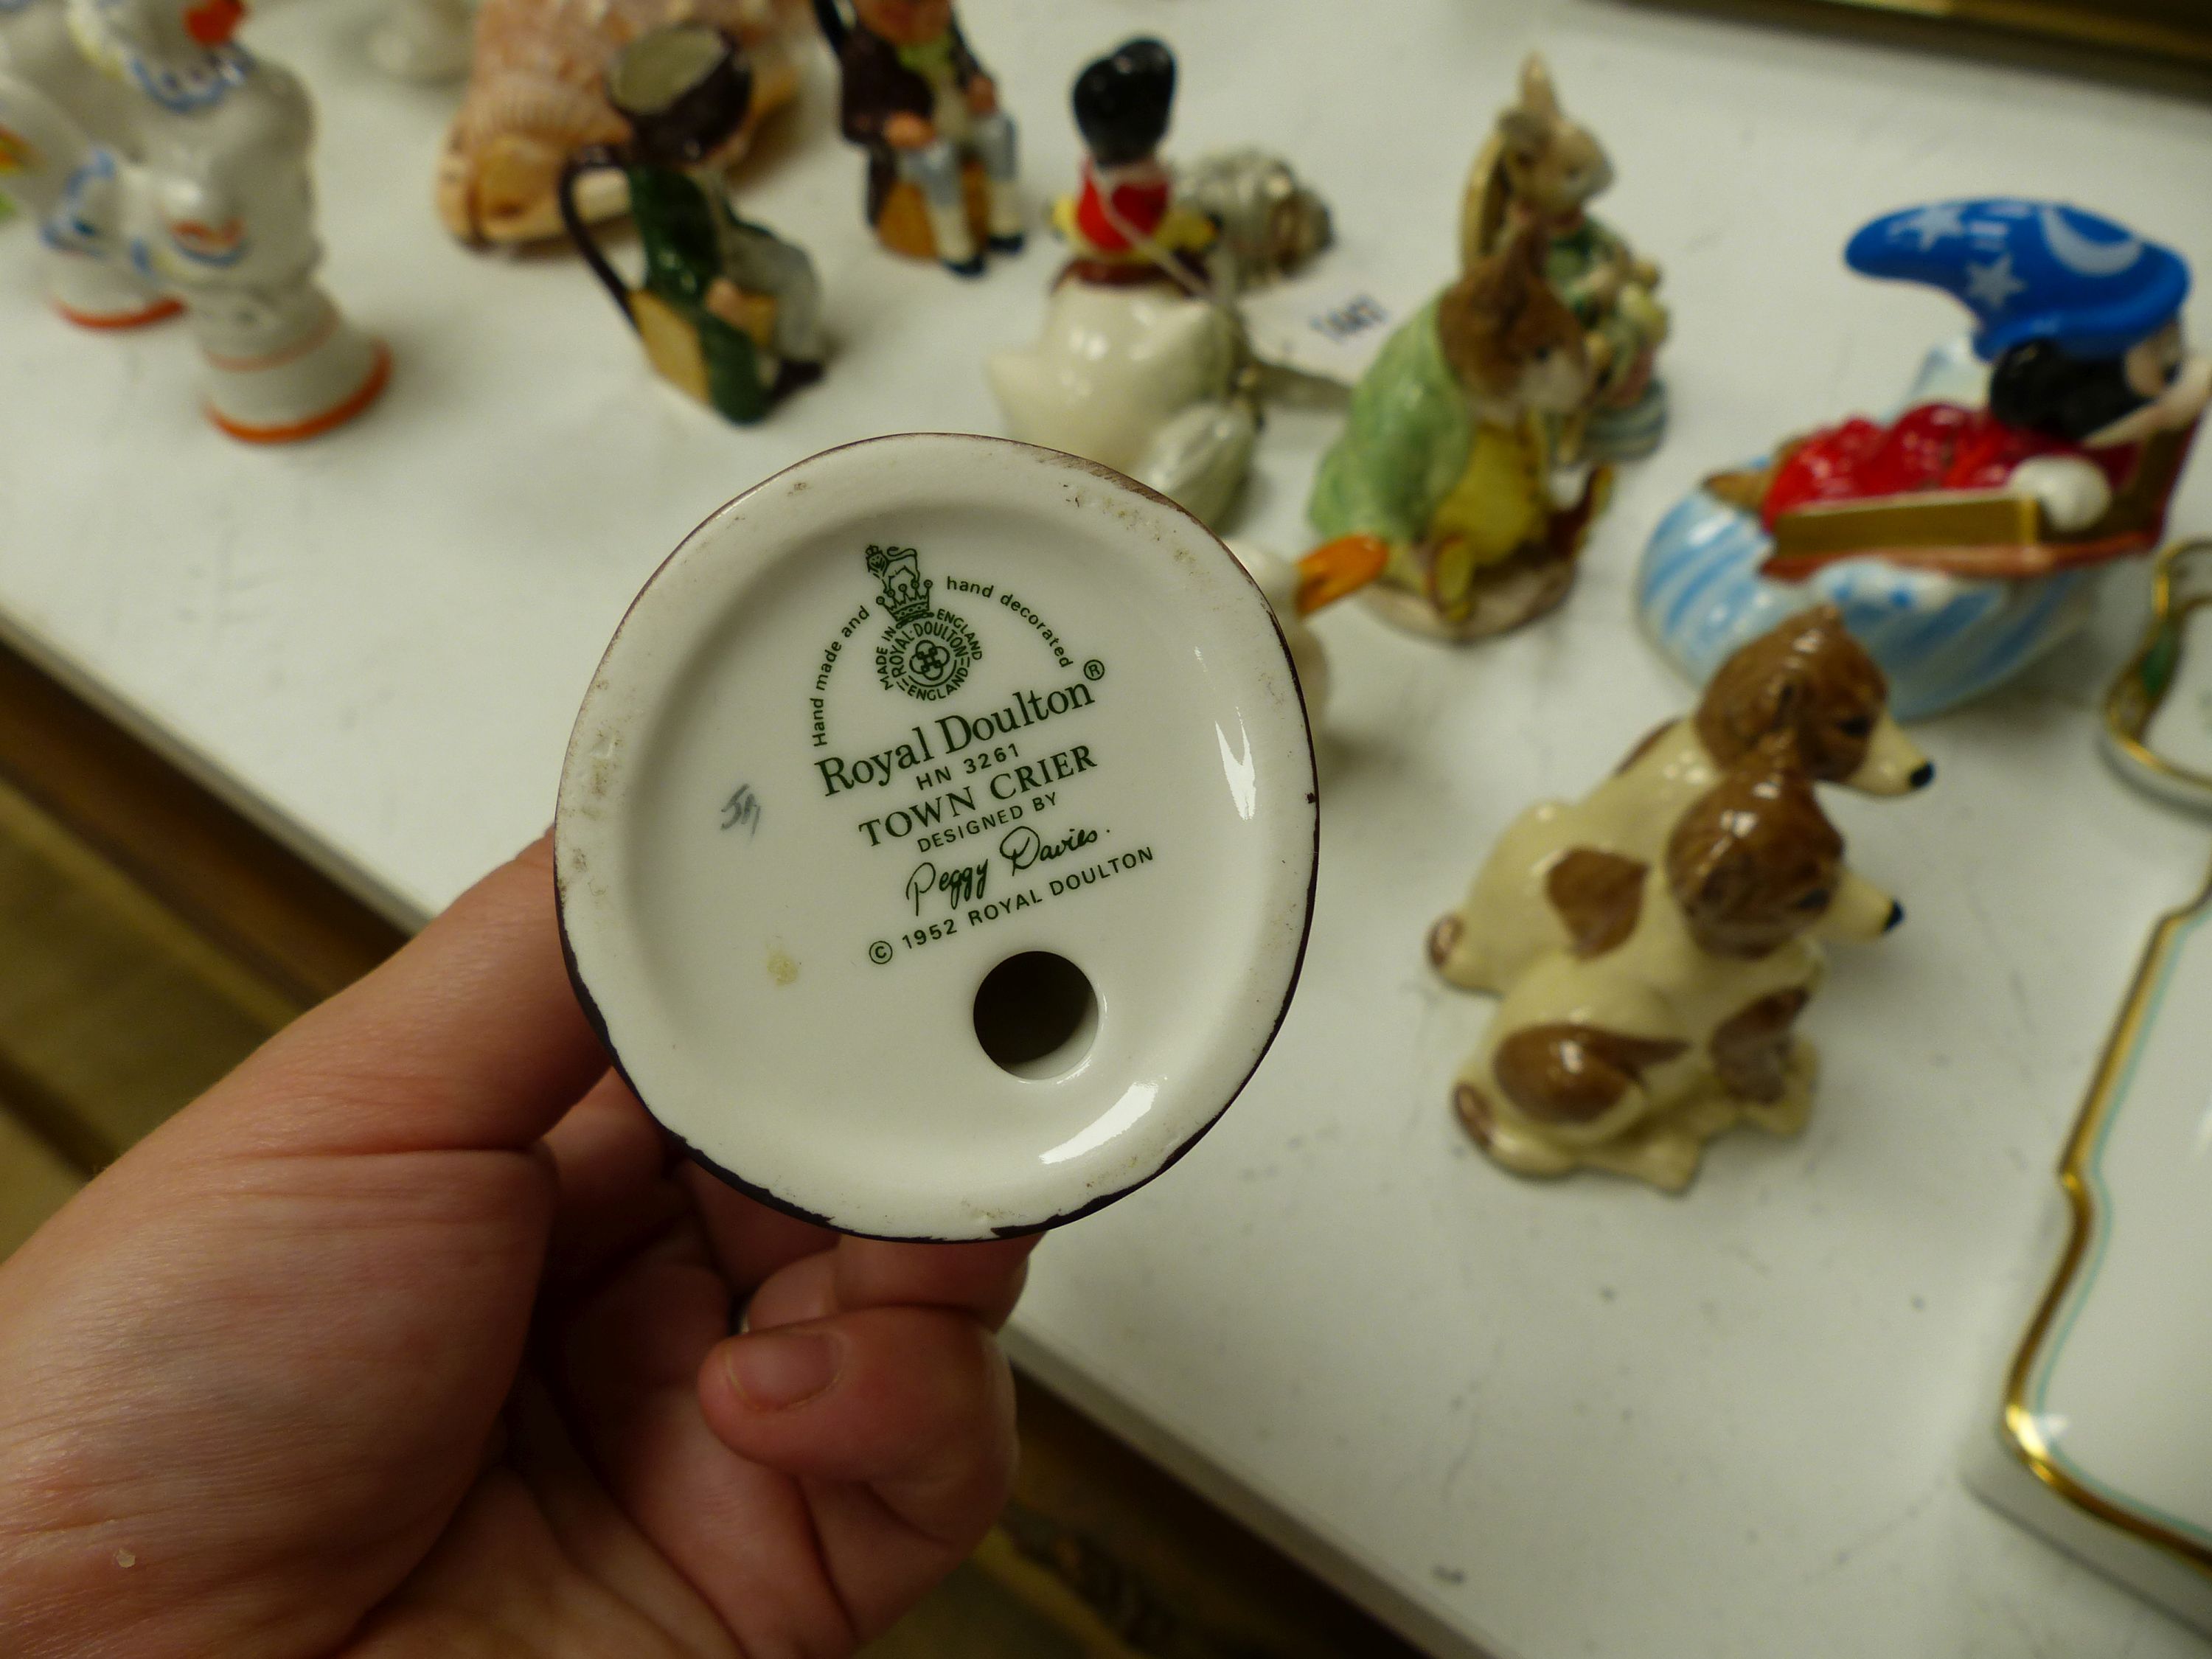 Hand made and hand decorated
MADE IN ENGLAND
ROYAL·DOULTON
ENGLAND
Royal Doulton®
HN 3261
TOWN CRIER
DESIGNED BY
Peggy Davies.
© 1952 ROYAL DOULTON